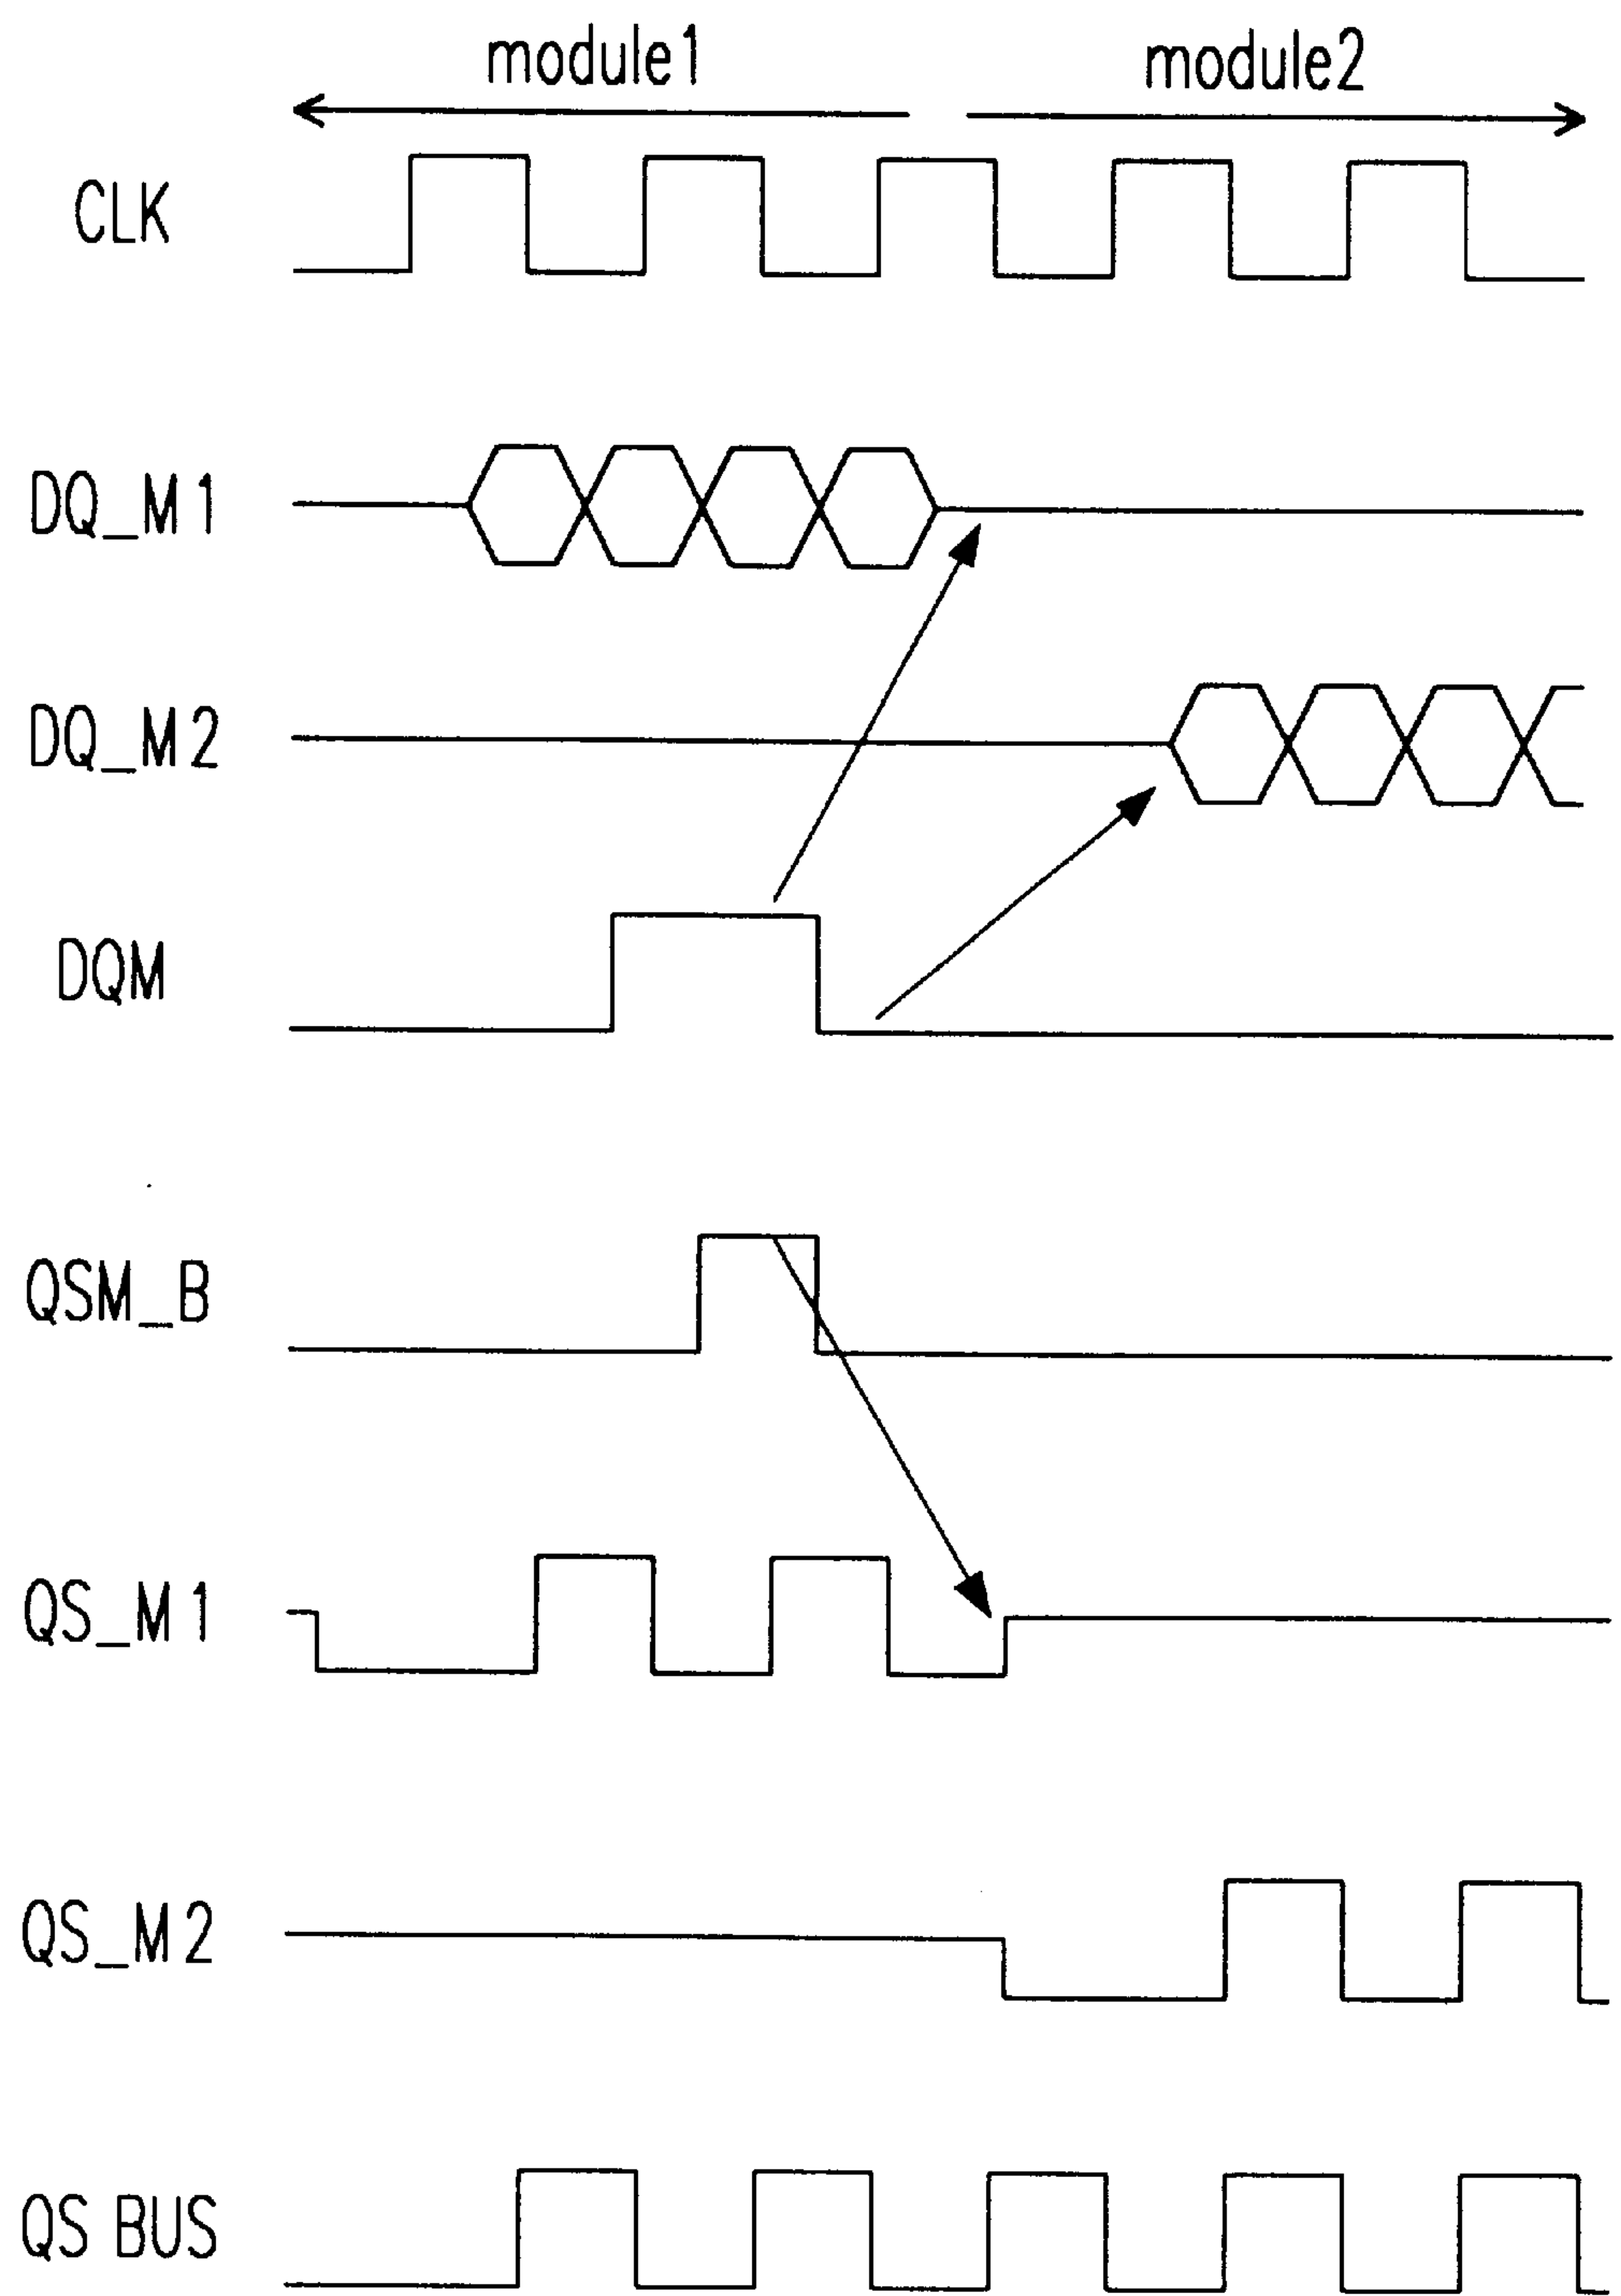 module1 module2
CLK
DQ_M1
DQ_M2
DQM
QSM_B
QS_M1
QS_M2
QS BUS